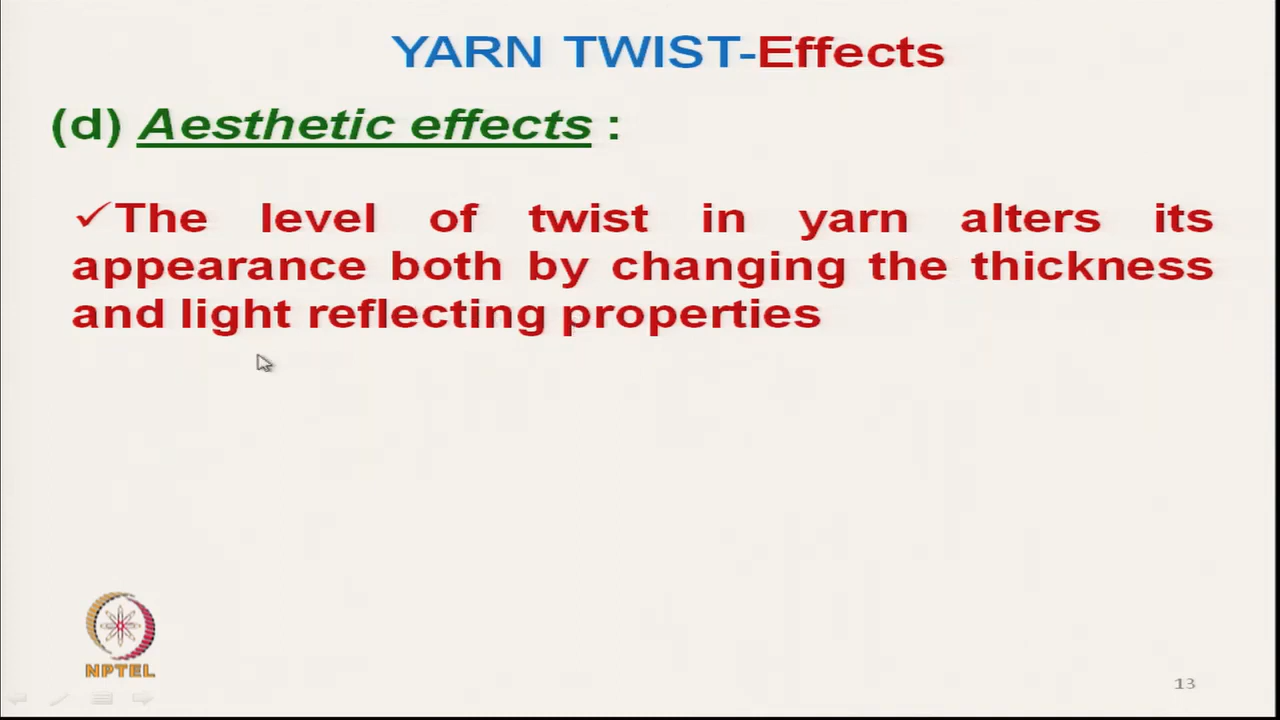 YARN TWIST-Effects
(d) Aesthetic effects :
✓The level of twist in yarn alters its
appearance both by changing the thickness
and light reflecting properties
NPTEL
13